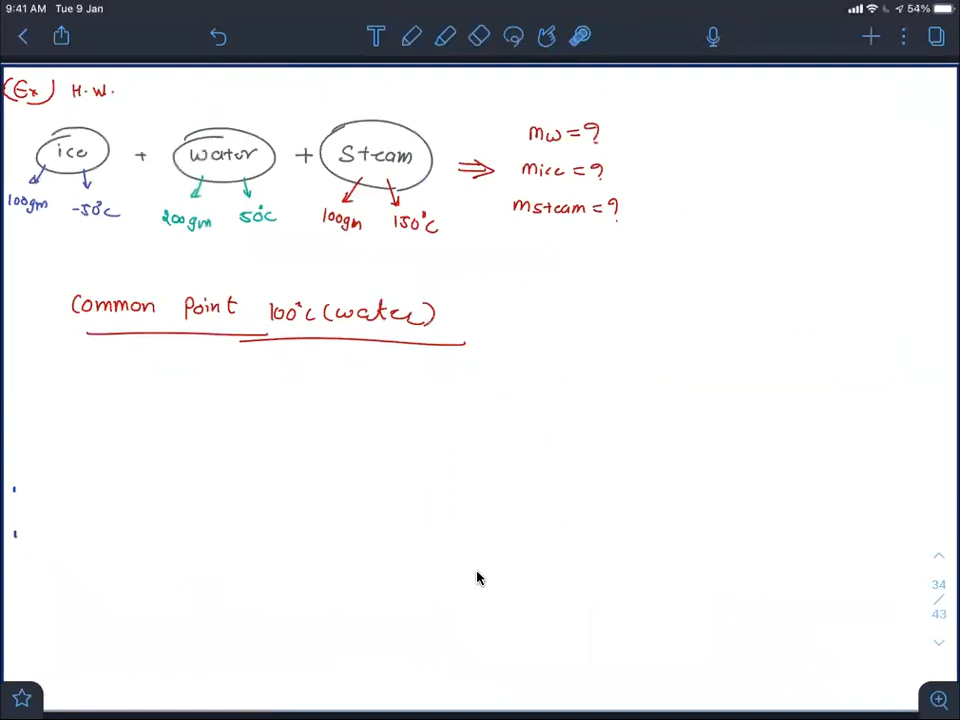 9:41 AM Tue 9 Jan 54%
T
(Ex) H.W.
ice + water + Steam ⇒ mw = ?
mice = ?
msteam = ?
100gm -50°C 200gm 50°C 100gm 150°C
Common Point 100°C (water)
34
/
43